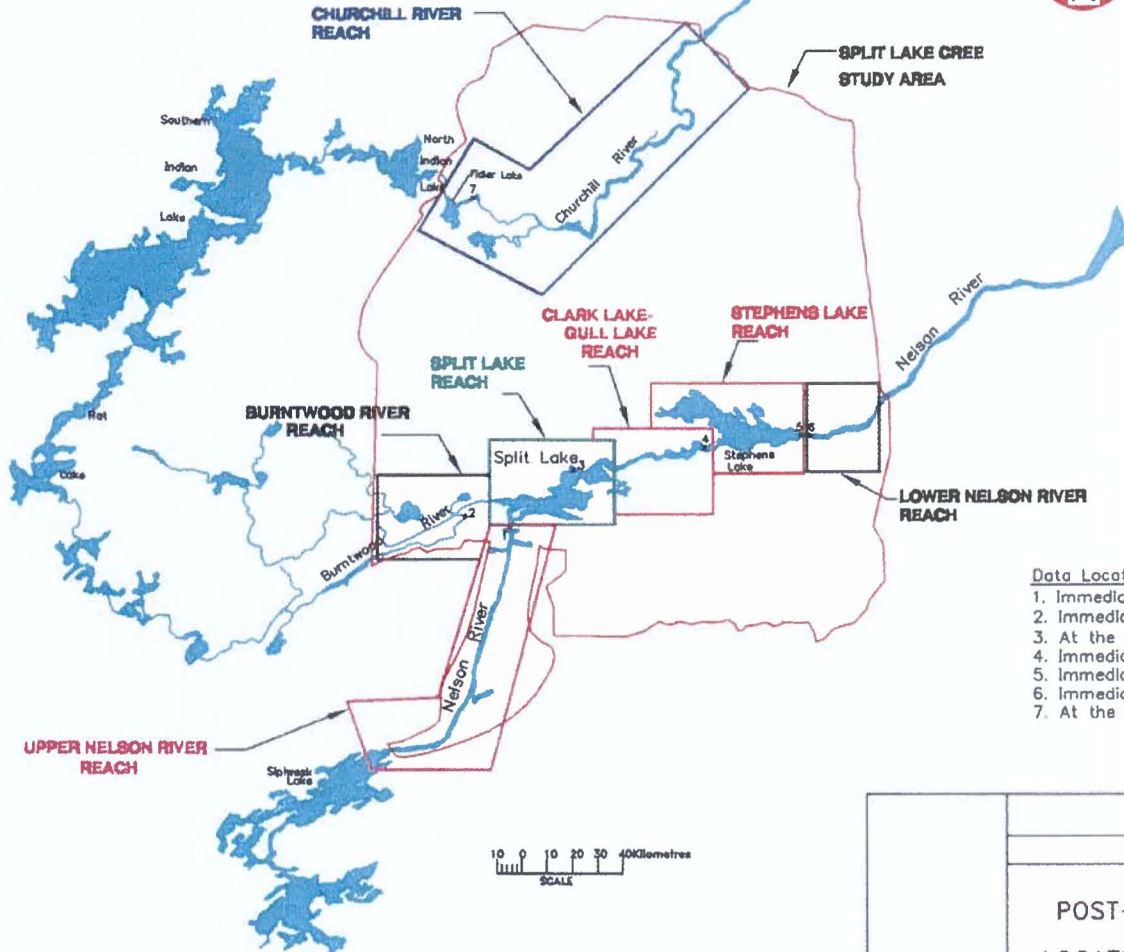 CHURCHILL RIVER
REACH
SPLIT LAKE CREE
STUDY AREA
Southern
Indian
Lake
North
Indian
Lake
Fidler Lake
7
Churchill
River
CLARK LAKE-
GULL LAKE
REACH
STEPHENS LAKE
REACH
Nelson River
SPLIT LAKE
REACH
BURNTWOOD RIVER
REACH
Rat
Lake
Split Lake
3
4
5
6
Stephens
Lake
LOWER NELSON RIVER
REACH
2
Burntwood River
1
Nelson River
UPPER NELSON RIVER
REACH
Sipiwesk
Lake
10 0 10 20 30 40Kilometres
SCALE
Data Locat
1. Immedia
2. Immedia
3. At the
4. Immedia
5. Immedia
6. Immedia
7. At the
POST-